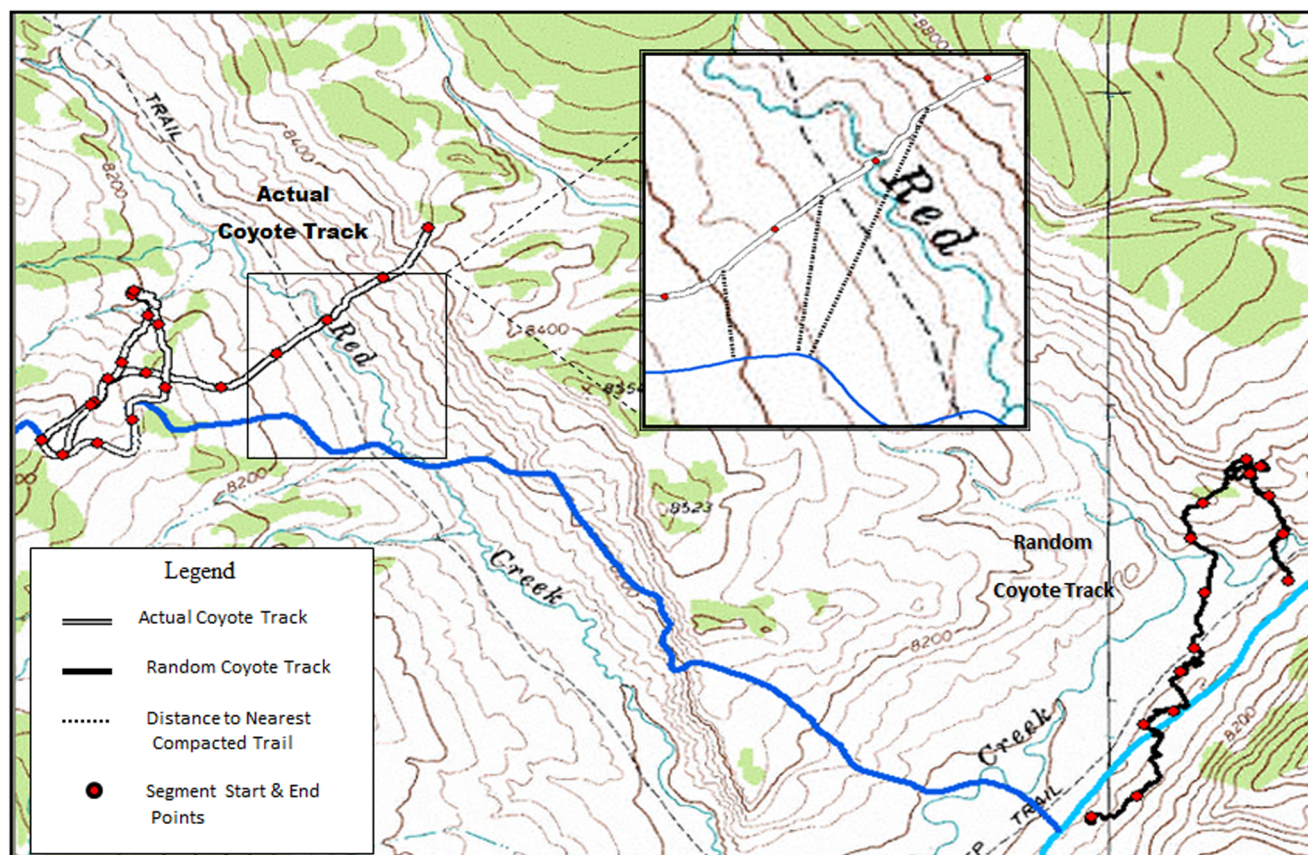 TRAIL
8800
8400
8200
Actual
Coyote Track
Red
Red
8400
8354
8200
8523
Random
Coyote Track
Creek
8200
Creek
8200
TRAIL
P
Legend
Actual Coyote Track
Random Coyote Track
Distance to Nearest
Compacted Trail
Segment Start & End
Points